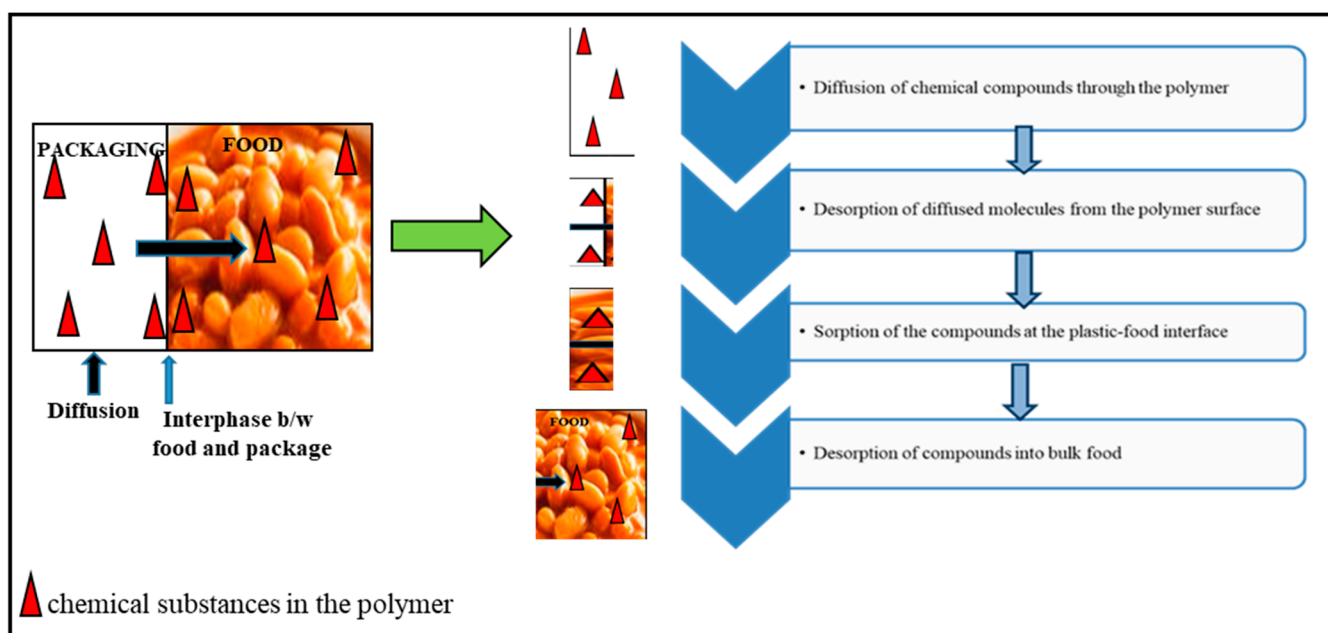 PACKAGING
FOOD
Diffusion
Interphase b/w
food and package
FOOD
• Diffusion of chemical compounds through the polymer
• Desorption of diffused molecules from the polymer surface
• Sorption of the compounds at the plastic-food interface
• Desorption of compounds into bulk food
chemical substances in the polymer